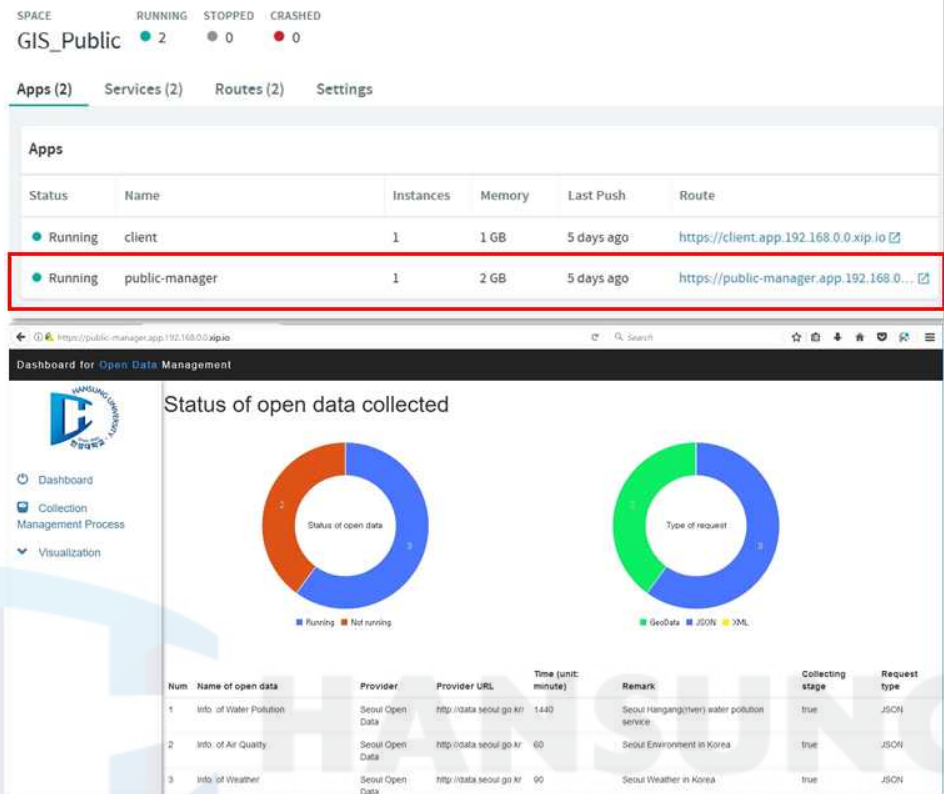 SPACE RUNNING STOPPED CRASHED
GIS_Public 2 0 0
Apps (2) Services (2) Routes (2) Settings
Apps
Status Name Instances Memory Last Push Route
Running client 1 1 GB 5 days ago https://client.app.192.168.0.0.xip.io
Running public-manager 1 2 GB 5 days ago https://public-manager.app.192.168.0...
https://public-manager.app.192.168.0.0.xip.io Search
Dashboard for Open Data Management
HANSUNG UNIVERSITY
한성대학교
Status of open data collected
Dashboard
Collection
Management Process
Visualization
2 Status of open data 3
2 Type of request 3
Running Not running
GeoData JSON XML
Num Name of open data Provider Provider URL Time (unit: minute) Remark Collecting stage Request type
1 Info. of Water Pollution Seoul Open Data http://data.seoul.go.kr/ 1440 Seoul Hangang(river) water pollution service true JSON
2 Info. of Air Quality Seoul Open Data http://data.seoul.go.kr 60 Seoul Environment in Korea true JSON
3 Info. of Weather Seoul Open Data http://data.seoul.go.kr 90 Seoul Weather in Korea true JSON
HANSUNG